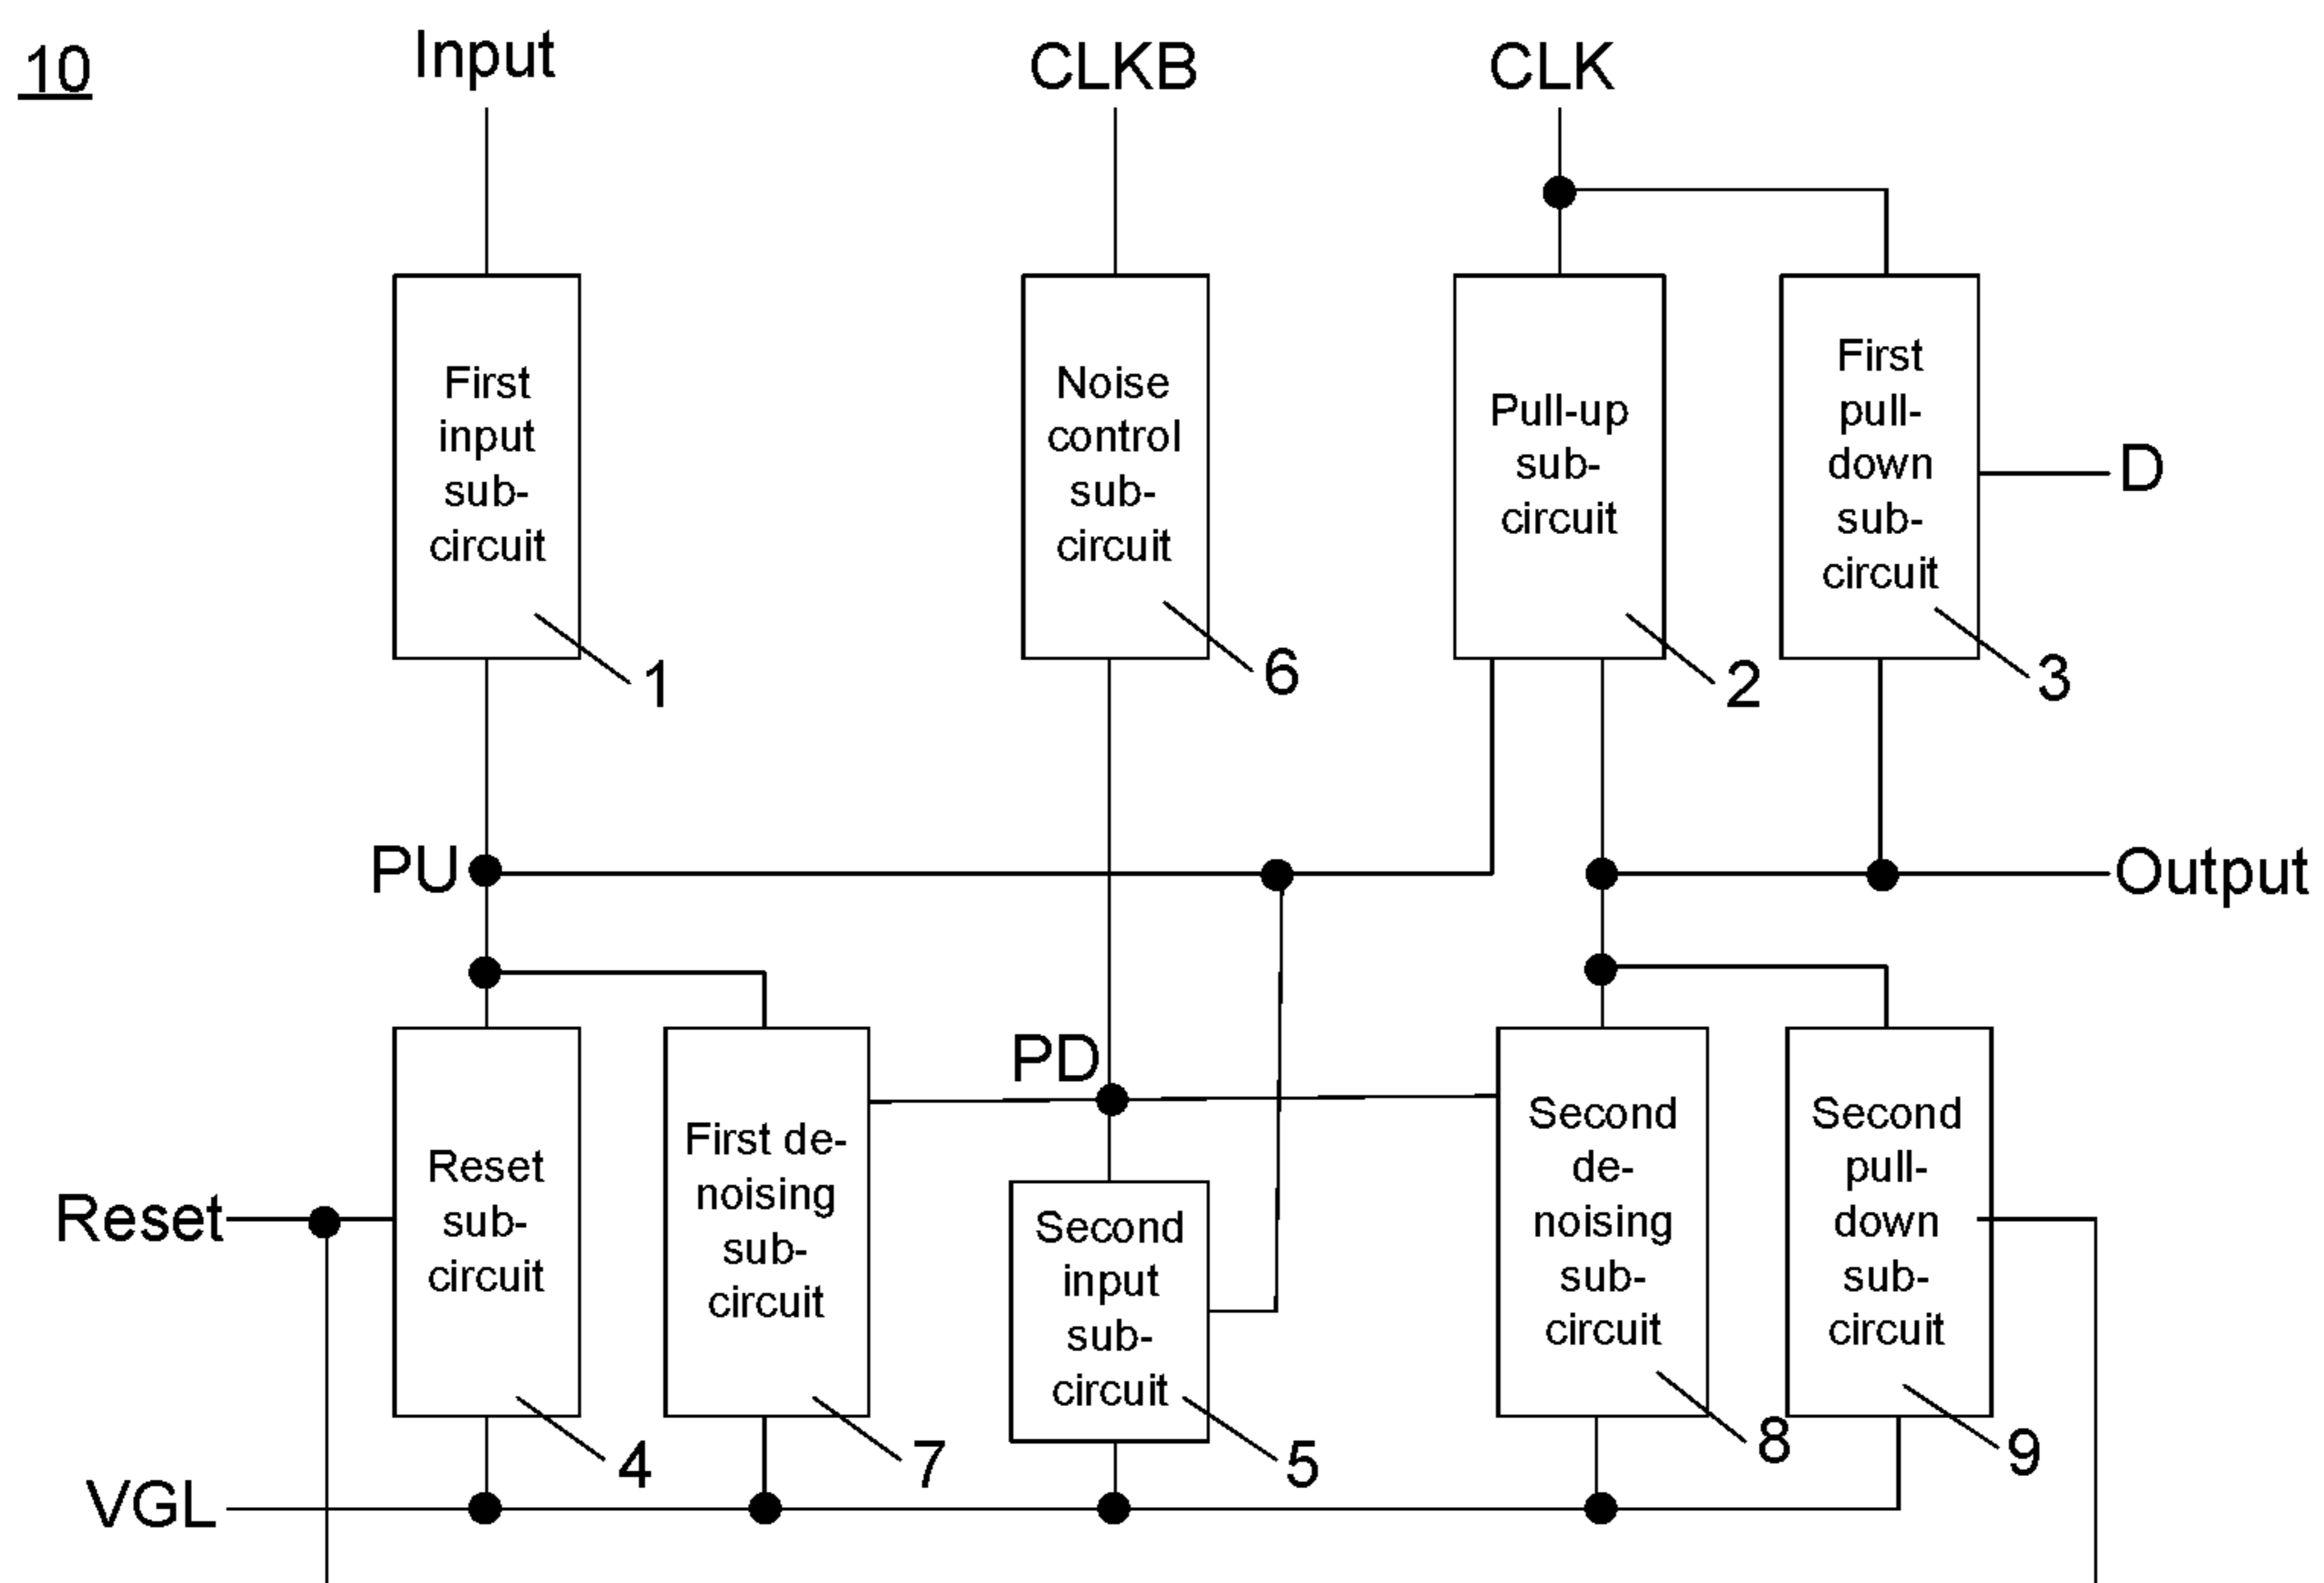 10
Input
CLKB
CLK
First
input
sub-
circuit
1
Noise
control
sub-
circuit
6
Pull-up
sub-
circuit
2
First
pull-
down
sub-
circuit
3
D
PU
Output
PD
Reset
Reset
sub-
circuit
4
First de-
noising
sub-
circuit
7
Second
input
sub-
circuit
5
Second
de-
noising
sub-
circuit
8
Second
pull-
down
sub-
circuit
9
VGL